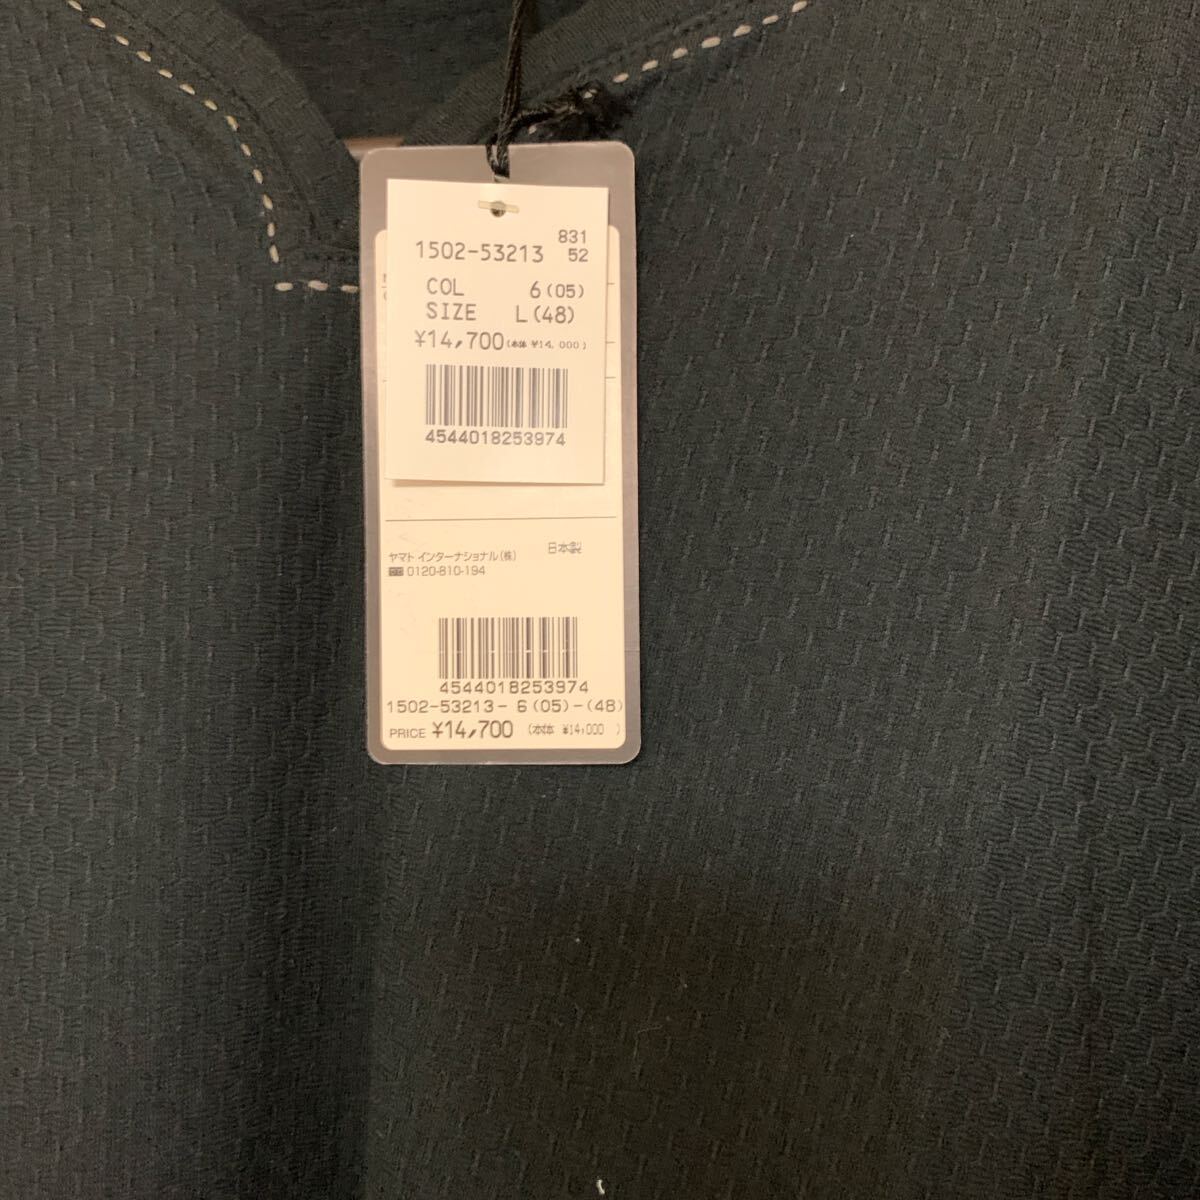 1502-53213 831
52
COL 6(05)
SIZE L(48)
¥14,700(本体 ¥14,000)
4544018253974
ヤマト インターナショナル(株) 日本製
0120-810-194
4544018253974
1502-53213- 6(05)-(48)
PRICE ¥14,700 (本体 ¥14,000 )